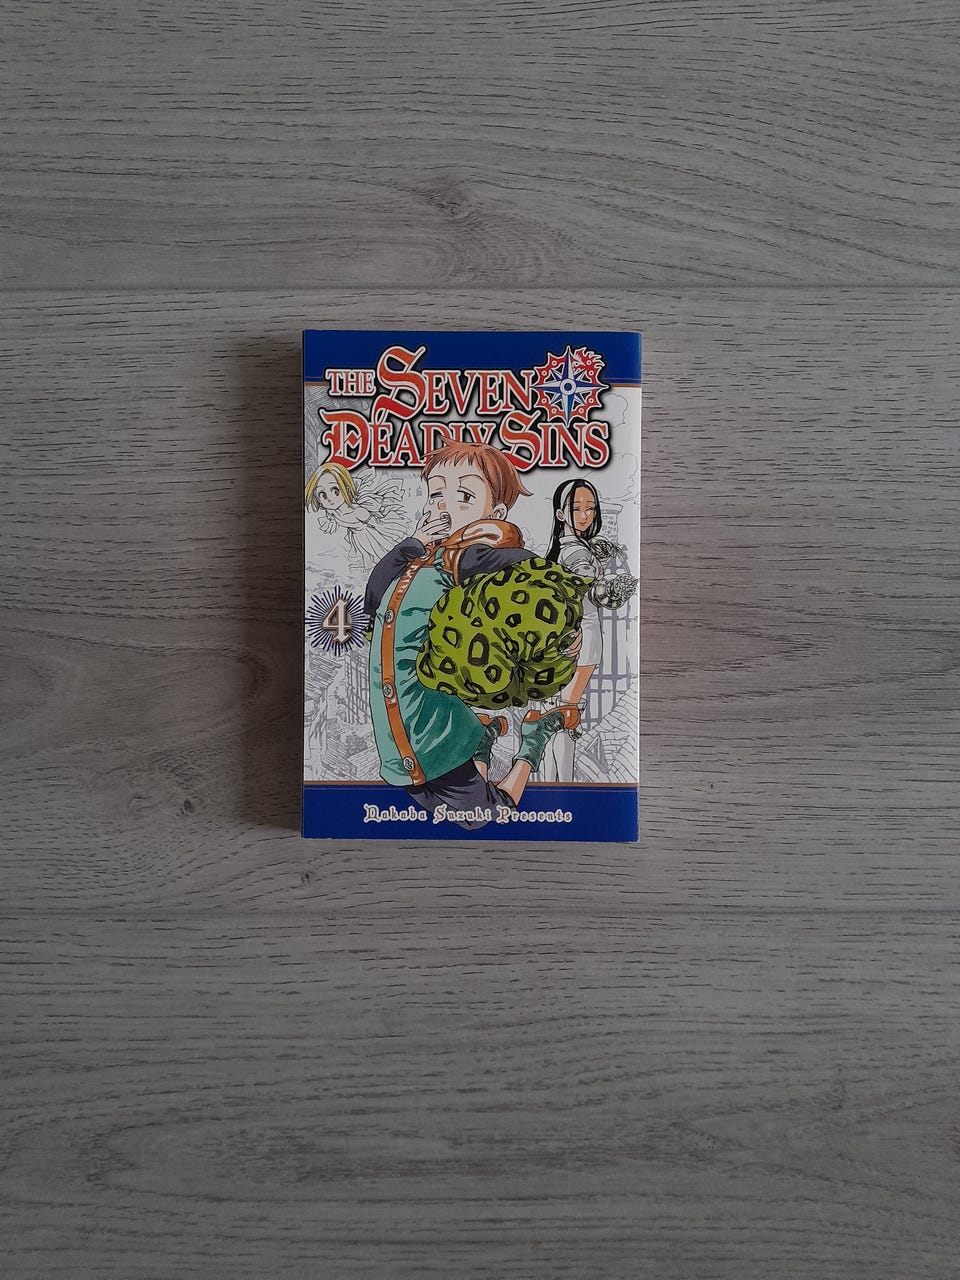 THE SEVEN
DEADLY SINS
4
Nakaba Suzuki Presents